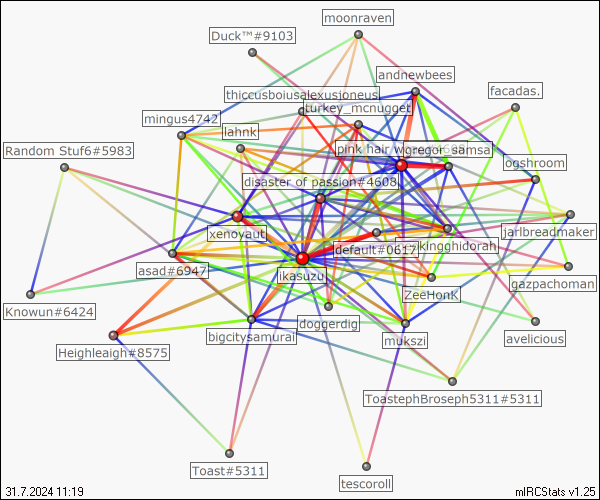 moonraven
Duck™#9103
andnewbees
facadas.
thiccusboiusalexusjoneus
turkey_mcnugget
mingus4742
lahnk
pink hair w
gregor_samsa
Random Stuf6#5983
ogshroom
disaster of passion#4608
xenoyaut
jarlbreadmaker
kingghidorah
default#0617
asad#6947
ikasuzu
gazpachoman
ZeeHonK
Knowun#6424
doggerdig
bigcitysamurai
mukszi
avelicious
Heighleaigh#8575
ToastephBroseph5311#5311
Toast#5311
tescoroll
31.7.2024 11:19
mIRCStats v1.25